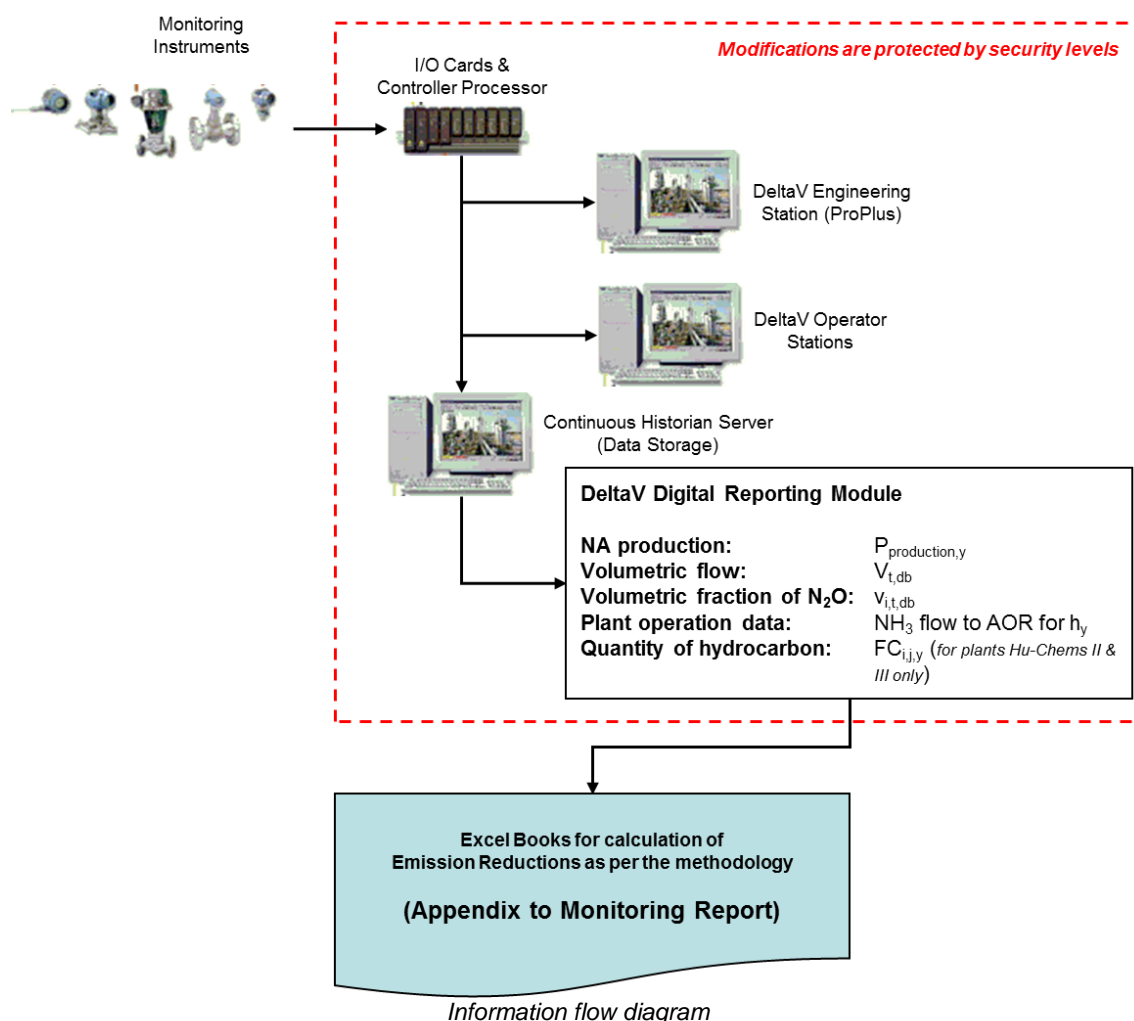 Monitoring
Instruments
Modifications are protected by security levels
I/O Cards &
Controller Processor
DeltaV Engineering
Station (ProPlus)
DeltaV Operator
Stations
Continuous Historian Server
(Data Storage)
DeltaV Digital Reporting Module
NA production: Pproduction,y
Volumetric flow: Vt,db
Volumetric fraction of N2O: vi,t,db
Plant operation data: NH3 flow to AOR for hy
Quantity of hydrocarbon: FCi,j,y (for plants Hu-Chems II &
III only)
Excel Books for calculation of
Emission Reductions as per the methodology
(Appendix to Monitoring Report)
Information flow diagram